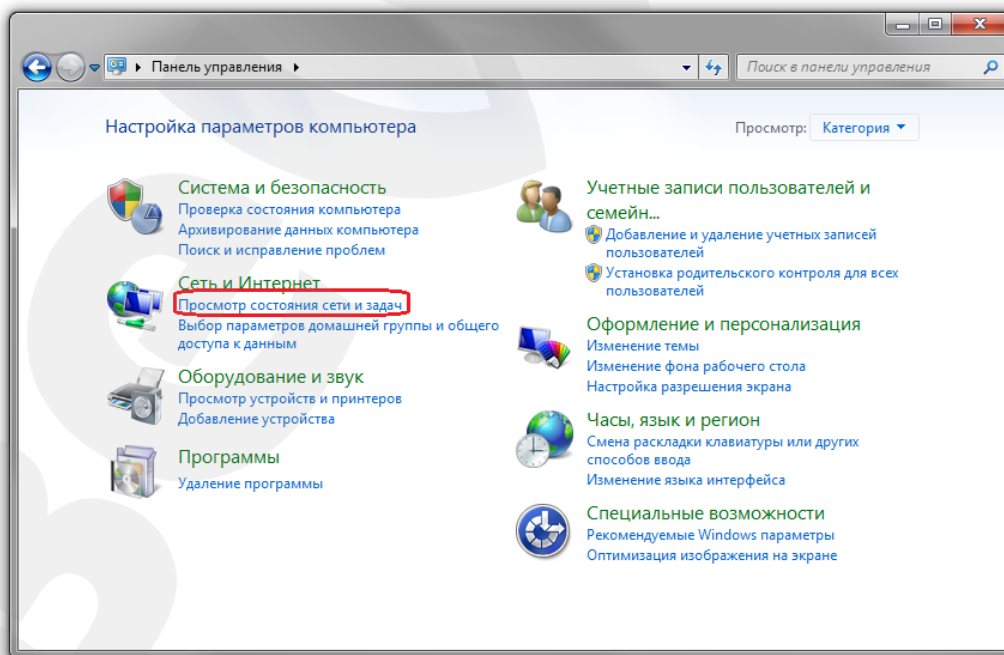 Панель управления
Поиск в панели управления
Настройка параметров компьютера
Просмотр: Категория
Система и безопасность
Проверка состояния компьютера
Архивирование данных компьютера
Поиск и исправление проблем
Сеть и Интернет
Просмотр состояния сети и задач
Выбор параметров домашней группы и общего
доступа к данным
Оборудование и звук
Просмотр устройств и принтеров
Добавление устройства
Программы
Удаление программы
Учетные записи пользователей и
семейн...
Добавление и удаление учетных записей
пользователей
Установка родительского контроля для всех
пользователей
Оформление и персонализация
Изменение темы
Изменение фона рабочего стола
Настройка разрешения экрана
Часы, язык и регион
Смена раскладки клавиатуры или других
способов ввода
Изменение языка интерфейса
Специальные возможности
Рекомендуемые Windows параметры
Оптимизация изображения на экране